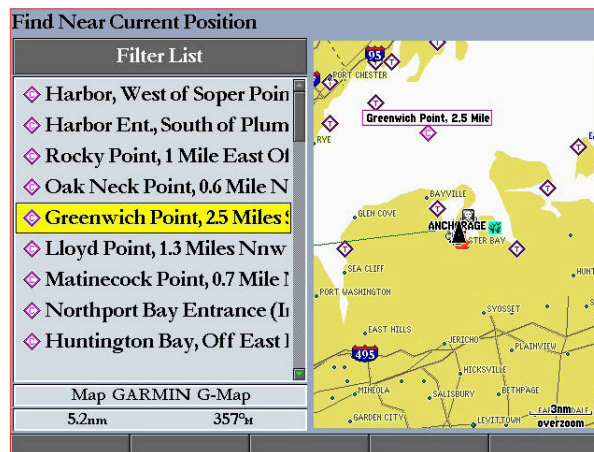 Find Near Current Position
Filter List
Harbor, West of Soper Poin
Harbor Ent., South of Plum
Rocky Point, 1 Mile East Of
Oak Neck Point, 0.6 Mile N
Greenwich Point, 2.5 Miles S
Lloyd Point, 1.3 Miles Nnw
Matinecock Point, 0.7 Mile N
Northport Bay Entrance (I
Huntington Bay, Off East
Map GARMIN G-Map
5.2nm 357°M
95
PORT CHESTER
Greenwich Point, 2.5 Mile
RYE
BAYVILLE
GLEN COVE
ANCHORAGE
STER BAY
SEA CLIFF
HUNT
PORT WASHINGTON
SYOSSET
EAST HILLS
JERICHO
PLAINVIEW
495
HICKSVILLE
MINEOLA
SALISBURY
BETHPAGE
3nm
GARDEN CITY
LEVITTOWN
overzoom